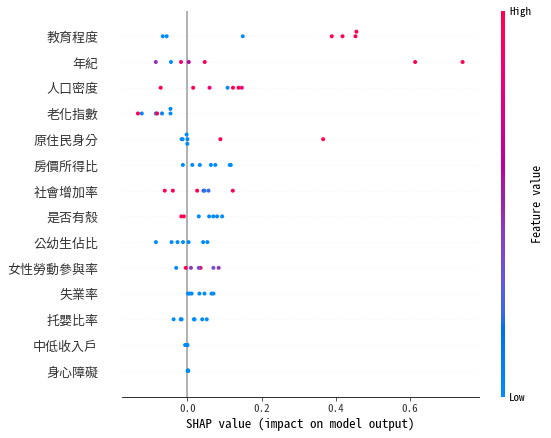 High
教育程度
年紀
人口密度
老化指數
原住民身分
房價所得比
社會增加率
是否有殼
公幼生佔比
女性勞動參與率
失業率
托嬰比率
中低收入戶
身心障礙
Feature value
Low
0.0 0.2 0.4 0.6
SHAP value (impact on model output)